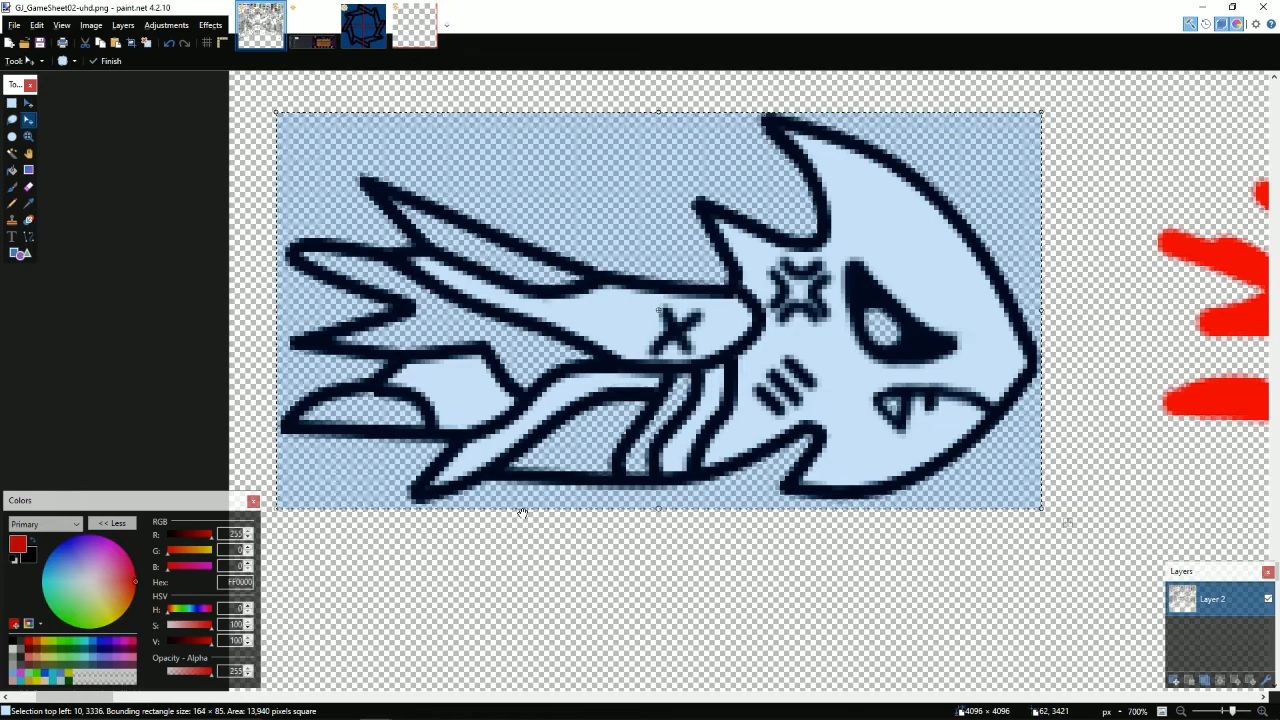 GJ_GameSheet02-uhd.png - paint.net 4.2.10
File Edit View Image Layers Adjustments Effects
Tool: Finish
To...
Colors
Primary << Less
RGB
R: 255
G: 0
B: 0
Hex: FF0000
HSV
H: 0
S: 100
V: 100
Opacity - Alpha
255
Layers
Layer 2
Selection top left: 10, 3336. Bounding rectangle size: 164 × 85. Area: 13,940 pixels square
4096 × 4096 62, 3421 px 700%